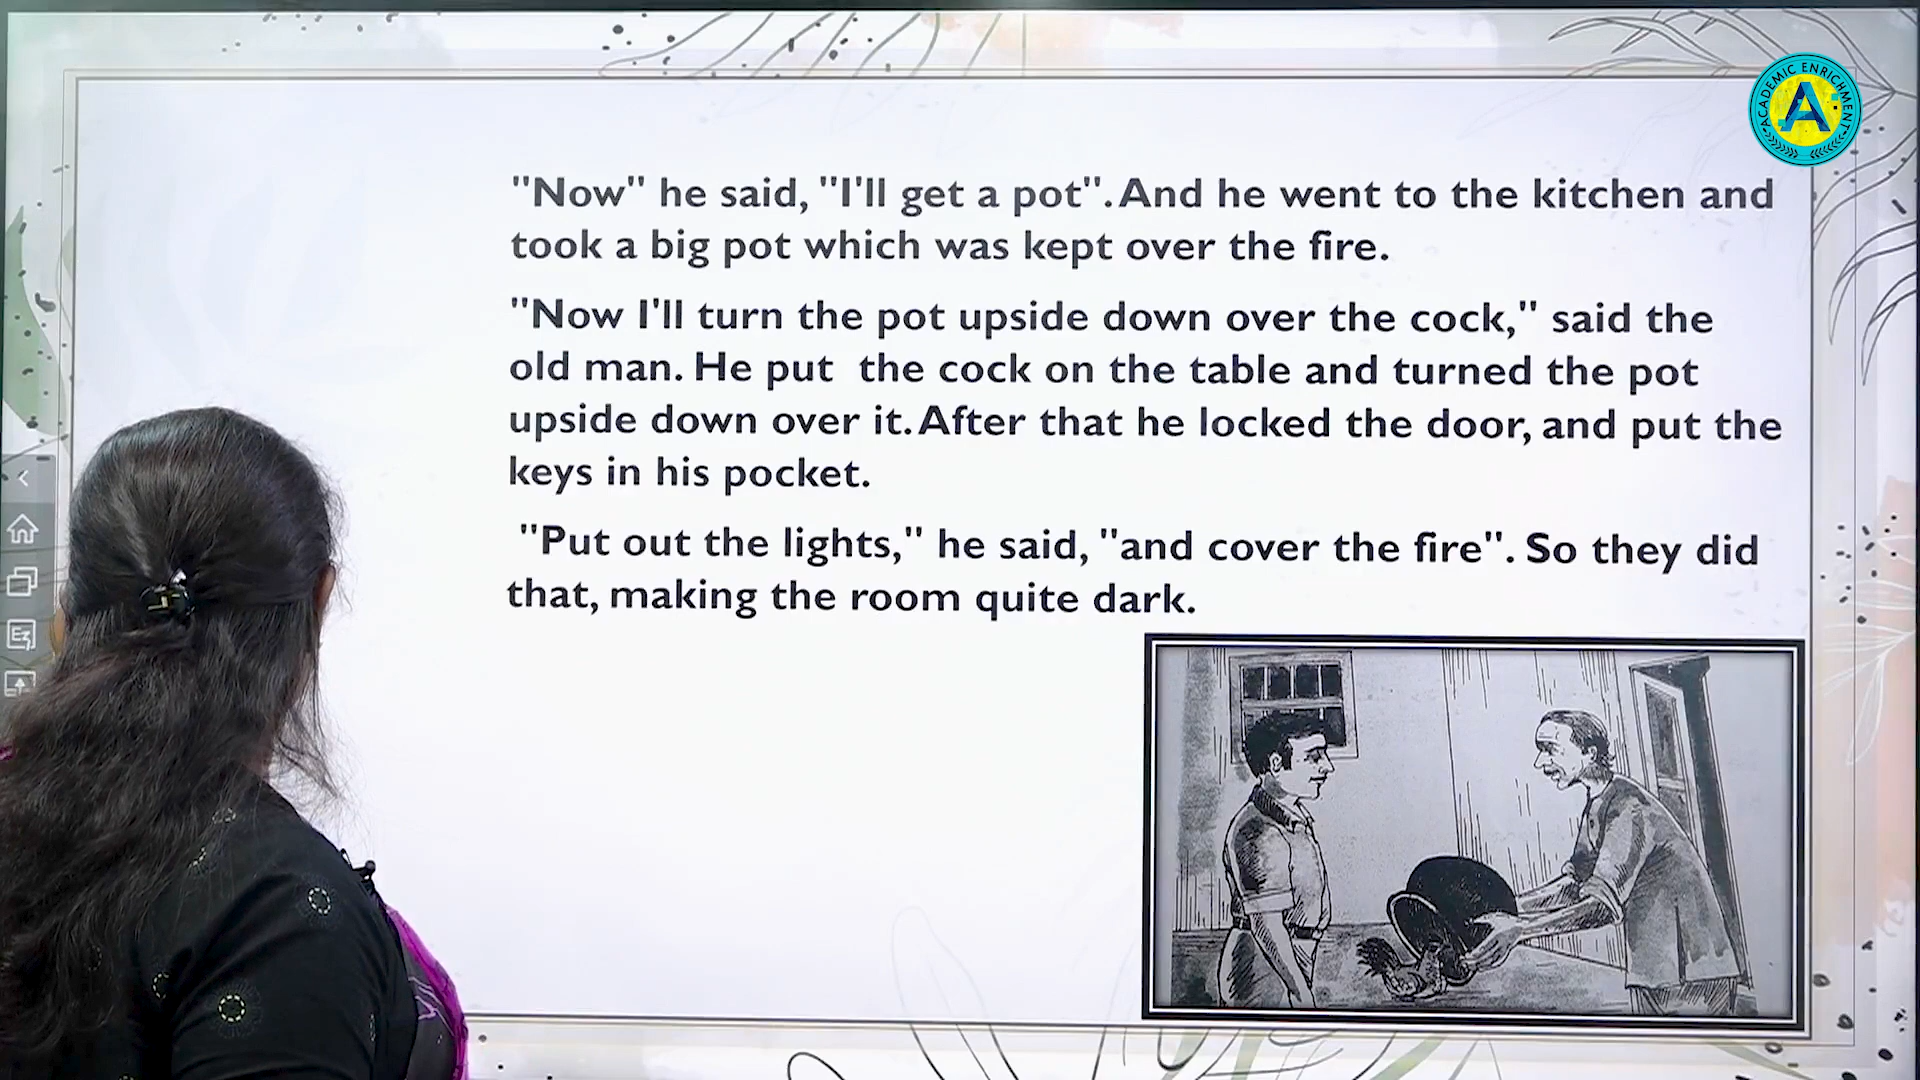 ACADEMIC ENRICHMENT
A
"Now" he said, "I'll get a pot". And he went to the kitchen and
took a big pot which was kept over the fire.
"Now I'll turn the pot upside down over the cock," said the
old man. He put  the cock on the table and turned the pot
upside down over it. After that he locked the door, and put the
keys in his pocket.
"Put out the lights," he said, "and cover the fire". So they did
that, making the room quite dark.